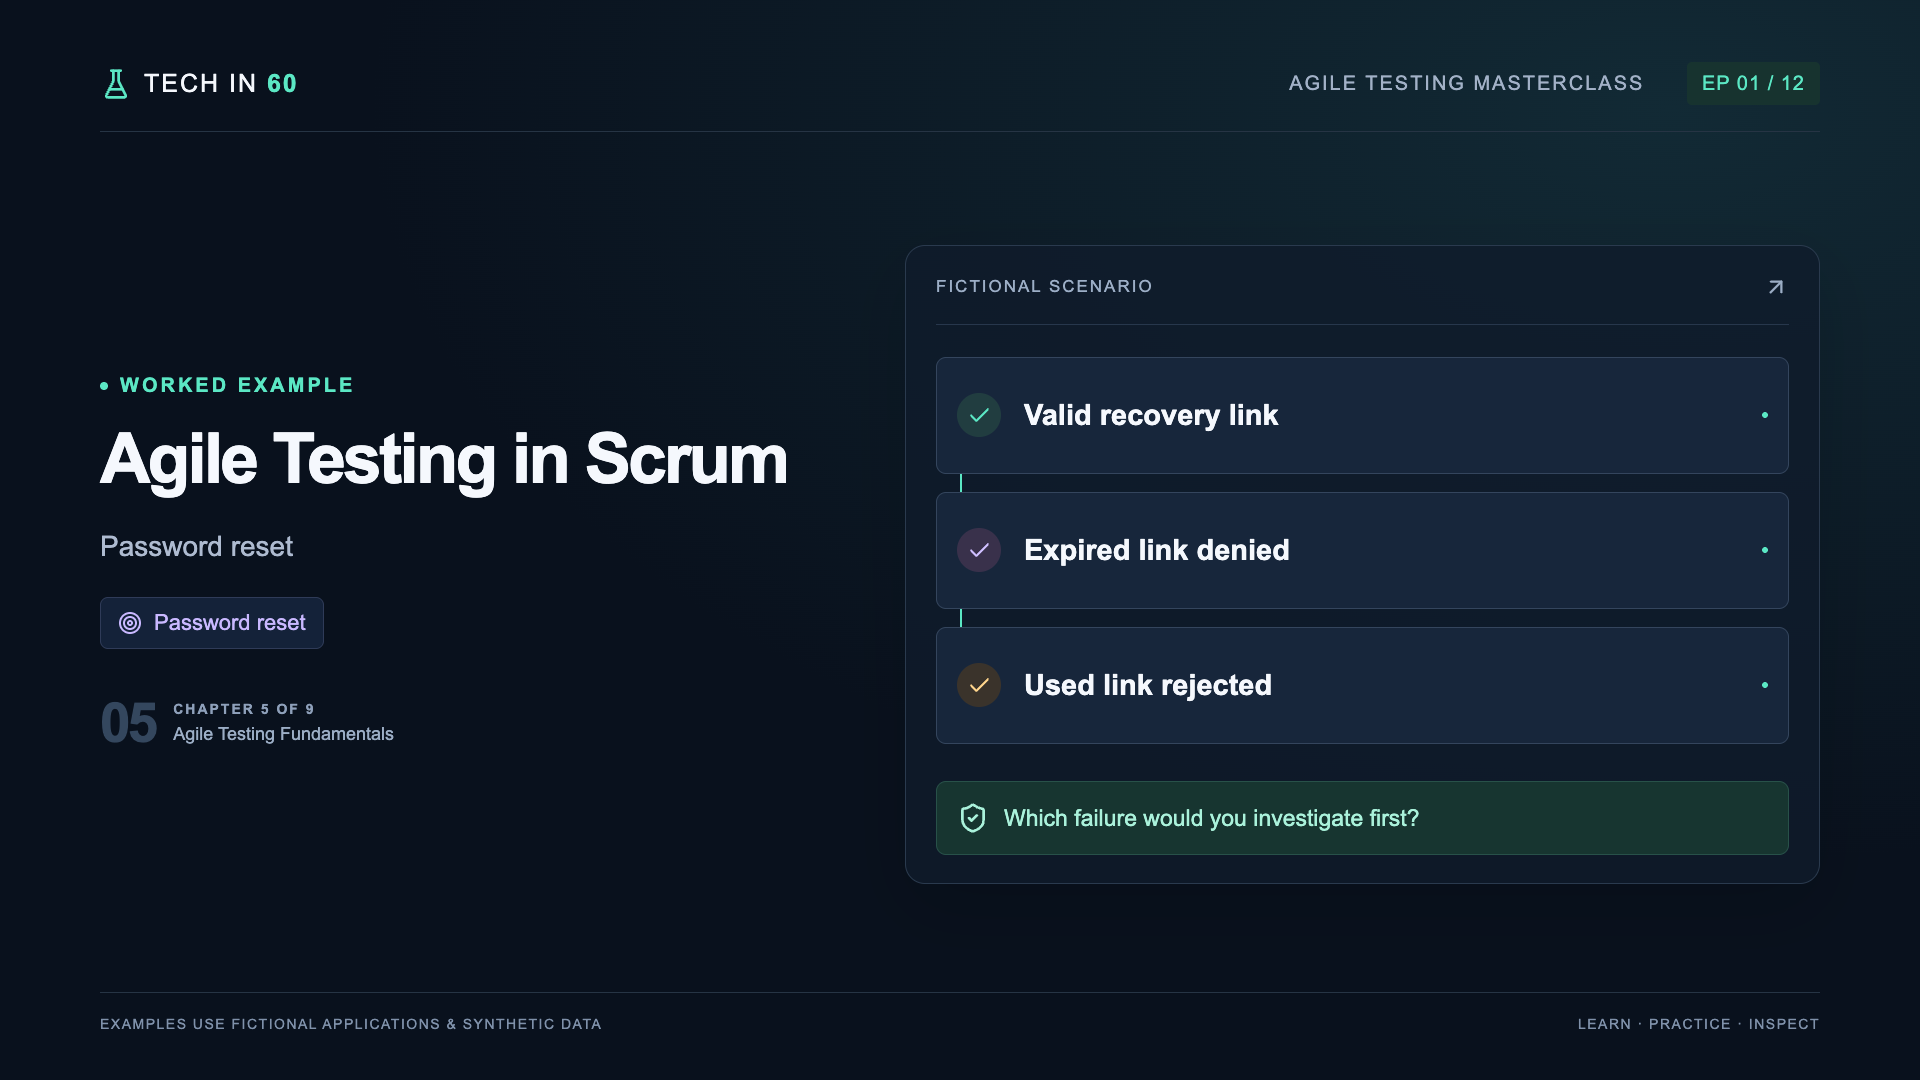 TECH IN 60
AGILE TESTING MASTERCLASS
EP 01 / 12
WORKED EXAMPLE
Agile Testing in Scrum
Password reset
Password reset
05
CHAPTER 5 OF 9
Agile Testing Fundamentals
FICTIONAL SCENARIO
Valid recovery link
Expired link denied
Used link rejected
Which failure would you investigate first?
EXAMPLES USE FICTIONAL APPLICATIONS & SYNTHETIC DATA
LEARN · PRACTICE · INSPECT